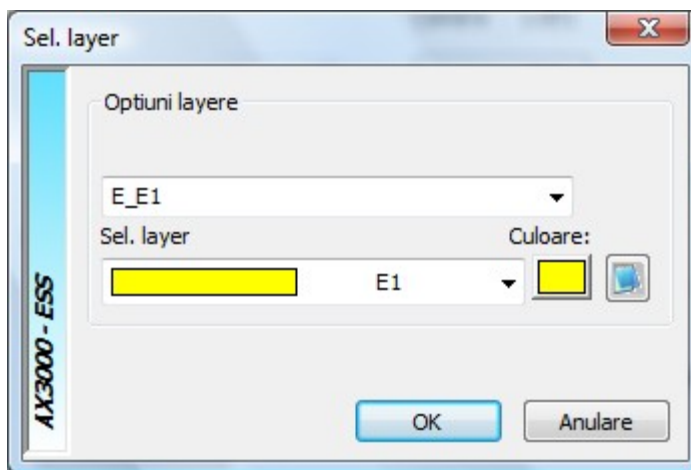 Sel. layer
Optiuni layere
E_E1
Sel. layer Culoare:
E1
AX3000 - ESS
OK Anulare